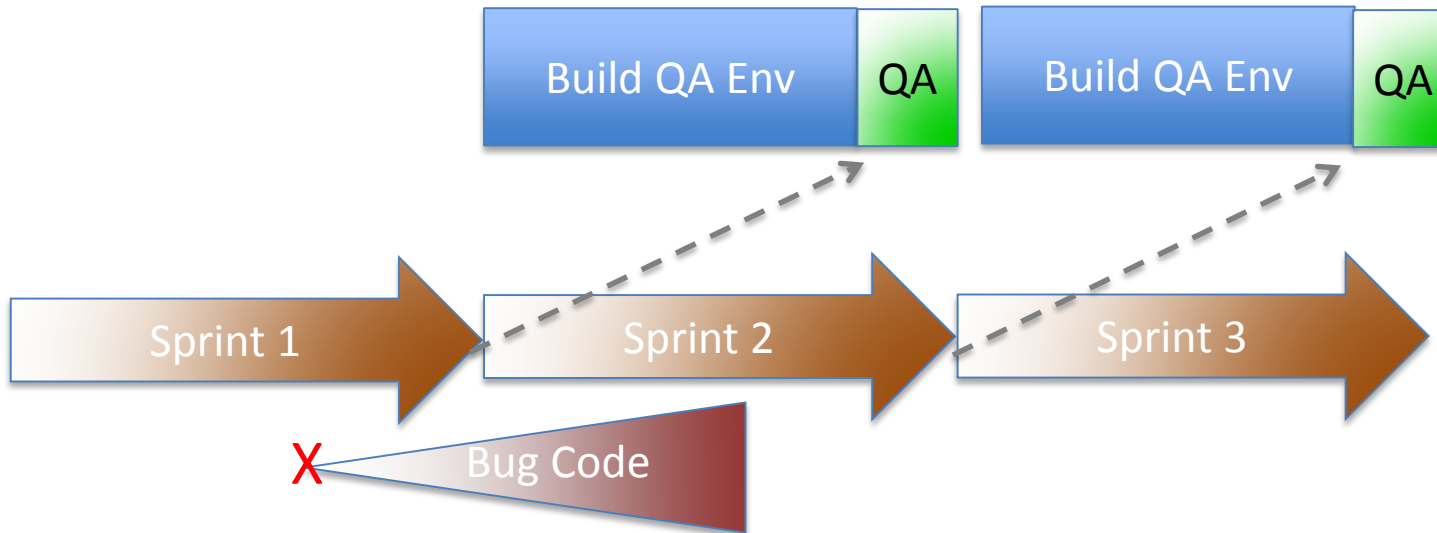 Build QA Env
QA
Build QA Env
QA
Sprint 1
Sprint 2
Sprint 3
X
Bug Code